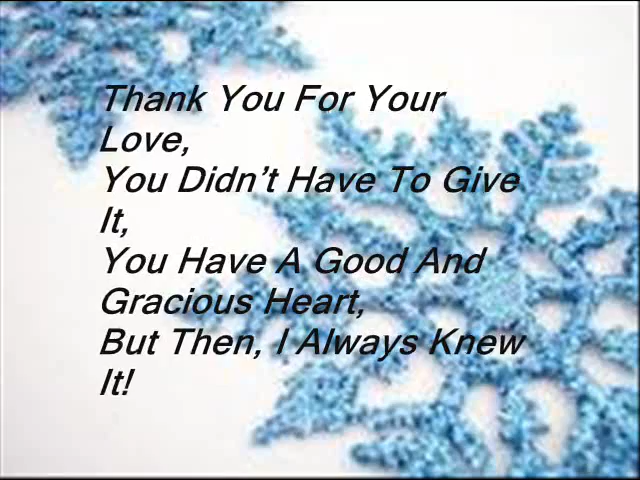 Thank You For Your
Love,
You Didn’t Have To Give
It,
You Have A Good And
Gracious Heart,
But Then, I Always Knew
It!